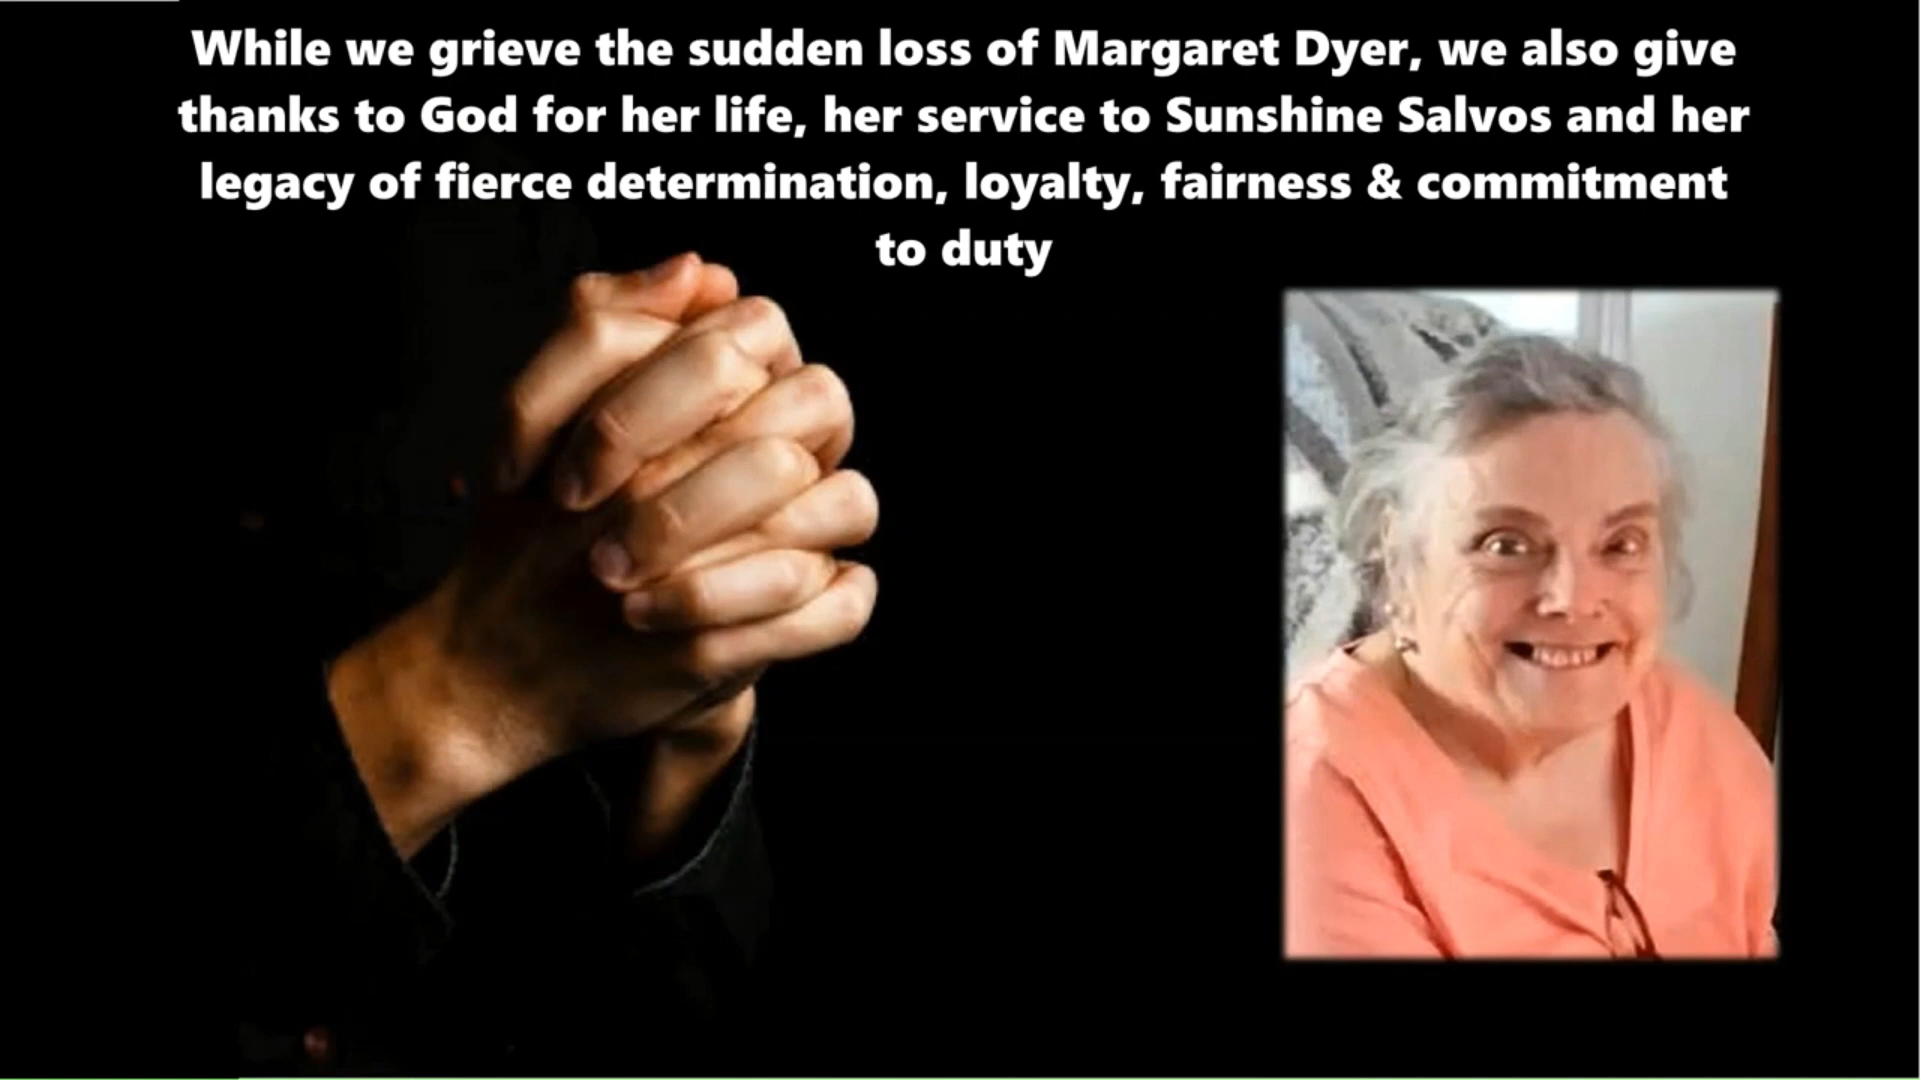 While we grieve the sudden loss of Margaret Dyer, we also give
thanks to God for her life, her service to Sunshine Salvos and her
legacy of fierce determination, loyalty, fairness & commitment
to duty